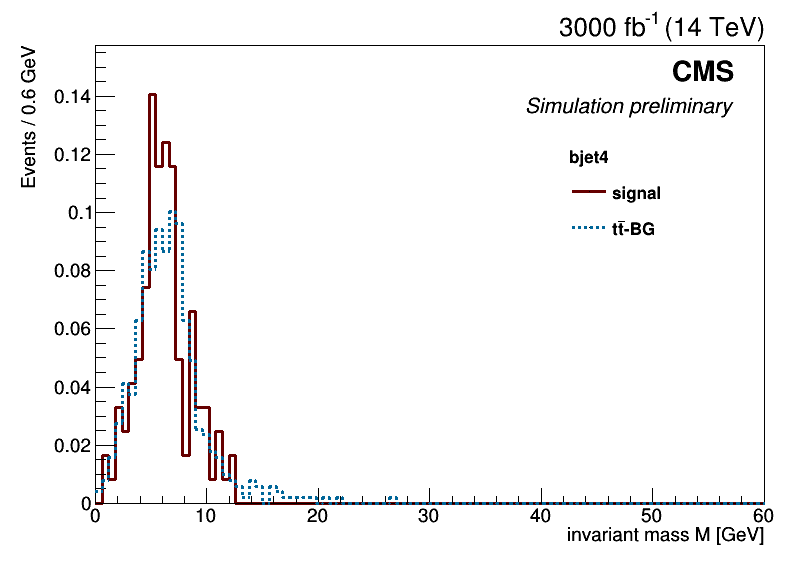 3000 fb⁻¹ (14 TeV)
Events / 0.6 GeV
CMS
Simulation preliminary
bjet4
signal
tt̄-BG
0.14
0.12
0.1
0.08
0.06
0.04
0.02
0
0 10 20 30 40 50 60
invariant mass M [GeV]